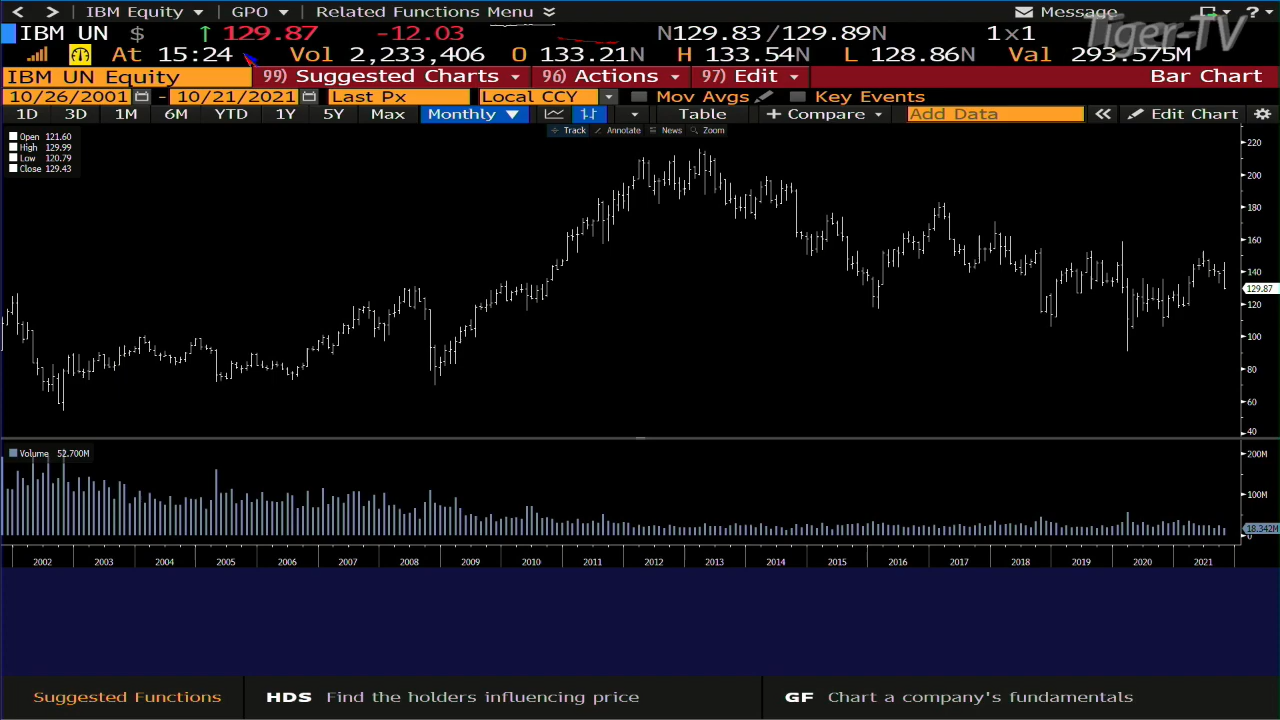 IBM Equity GPO Related Functions Menu Message ?
Tiger-TV
IBM UN $ ↑ 129.87 -12.03 N129.83/129.89N 1×1
At 15:24 Vol 2,233,406 O 133.21N H 133.54N L 128.86N Val 293.575M
IBM UN Equity 99) Suggested Charts 96) Actions 97) Edit Bar Chart
10/26/2001 - 10/21/2021 Last Px Local CCY Mov Avgs Key Events
1D 3D 1M 6M YTD 1Y 5Y Max Monthly ▼ Table + Compare Add Data « Edit Chart
Track Annotate News Zoom
Open 121.60
High 129.99
Low 120.79
Close 129.43
220
200
180
160
140
129.87
120
100
80
60
40
Volume 52.700M
200M
100M
18.342M
0
2002 2003 2004 2005 2006 2007 2008 2009 2010 2011 2012 2013 2014 2015 2016 2017 2018 2019 2020 2021
Suggested Functions HDS Find the holders influencing price GF Chart a company's fundamentals